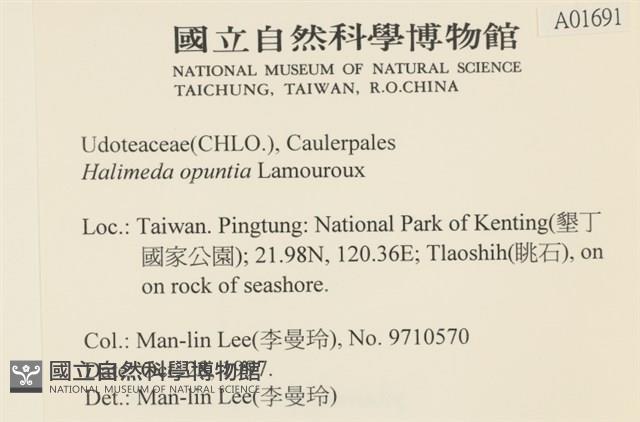 A01691
國立自然科學博物館
NATIONAL MUSEUM OF NATURAL SCIENCE
TAICHUNG, TAIWAN, R.O.CHINA
Udoteaceae(CHLO.), Caulerpales
Halimeda opuntia Lamouroux
Loc.: Taiwan. Pingtung: National Park of Kenting(墾丁
國家公園); 21.98N, 120.36E; Tlaoshih(眺石), on
on rock of seashore.
Col.: Man-lin Lee(李曼玲), No. 9710570
國立自然科學博物館
NATIONAL MUSEUM OF NATURAL SCIENCE
Det.: Man-lin Lee(李曼玲)